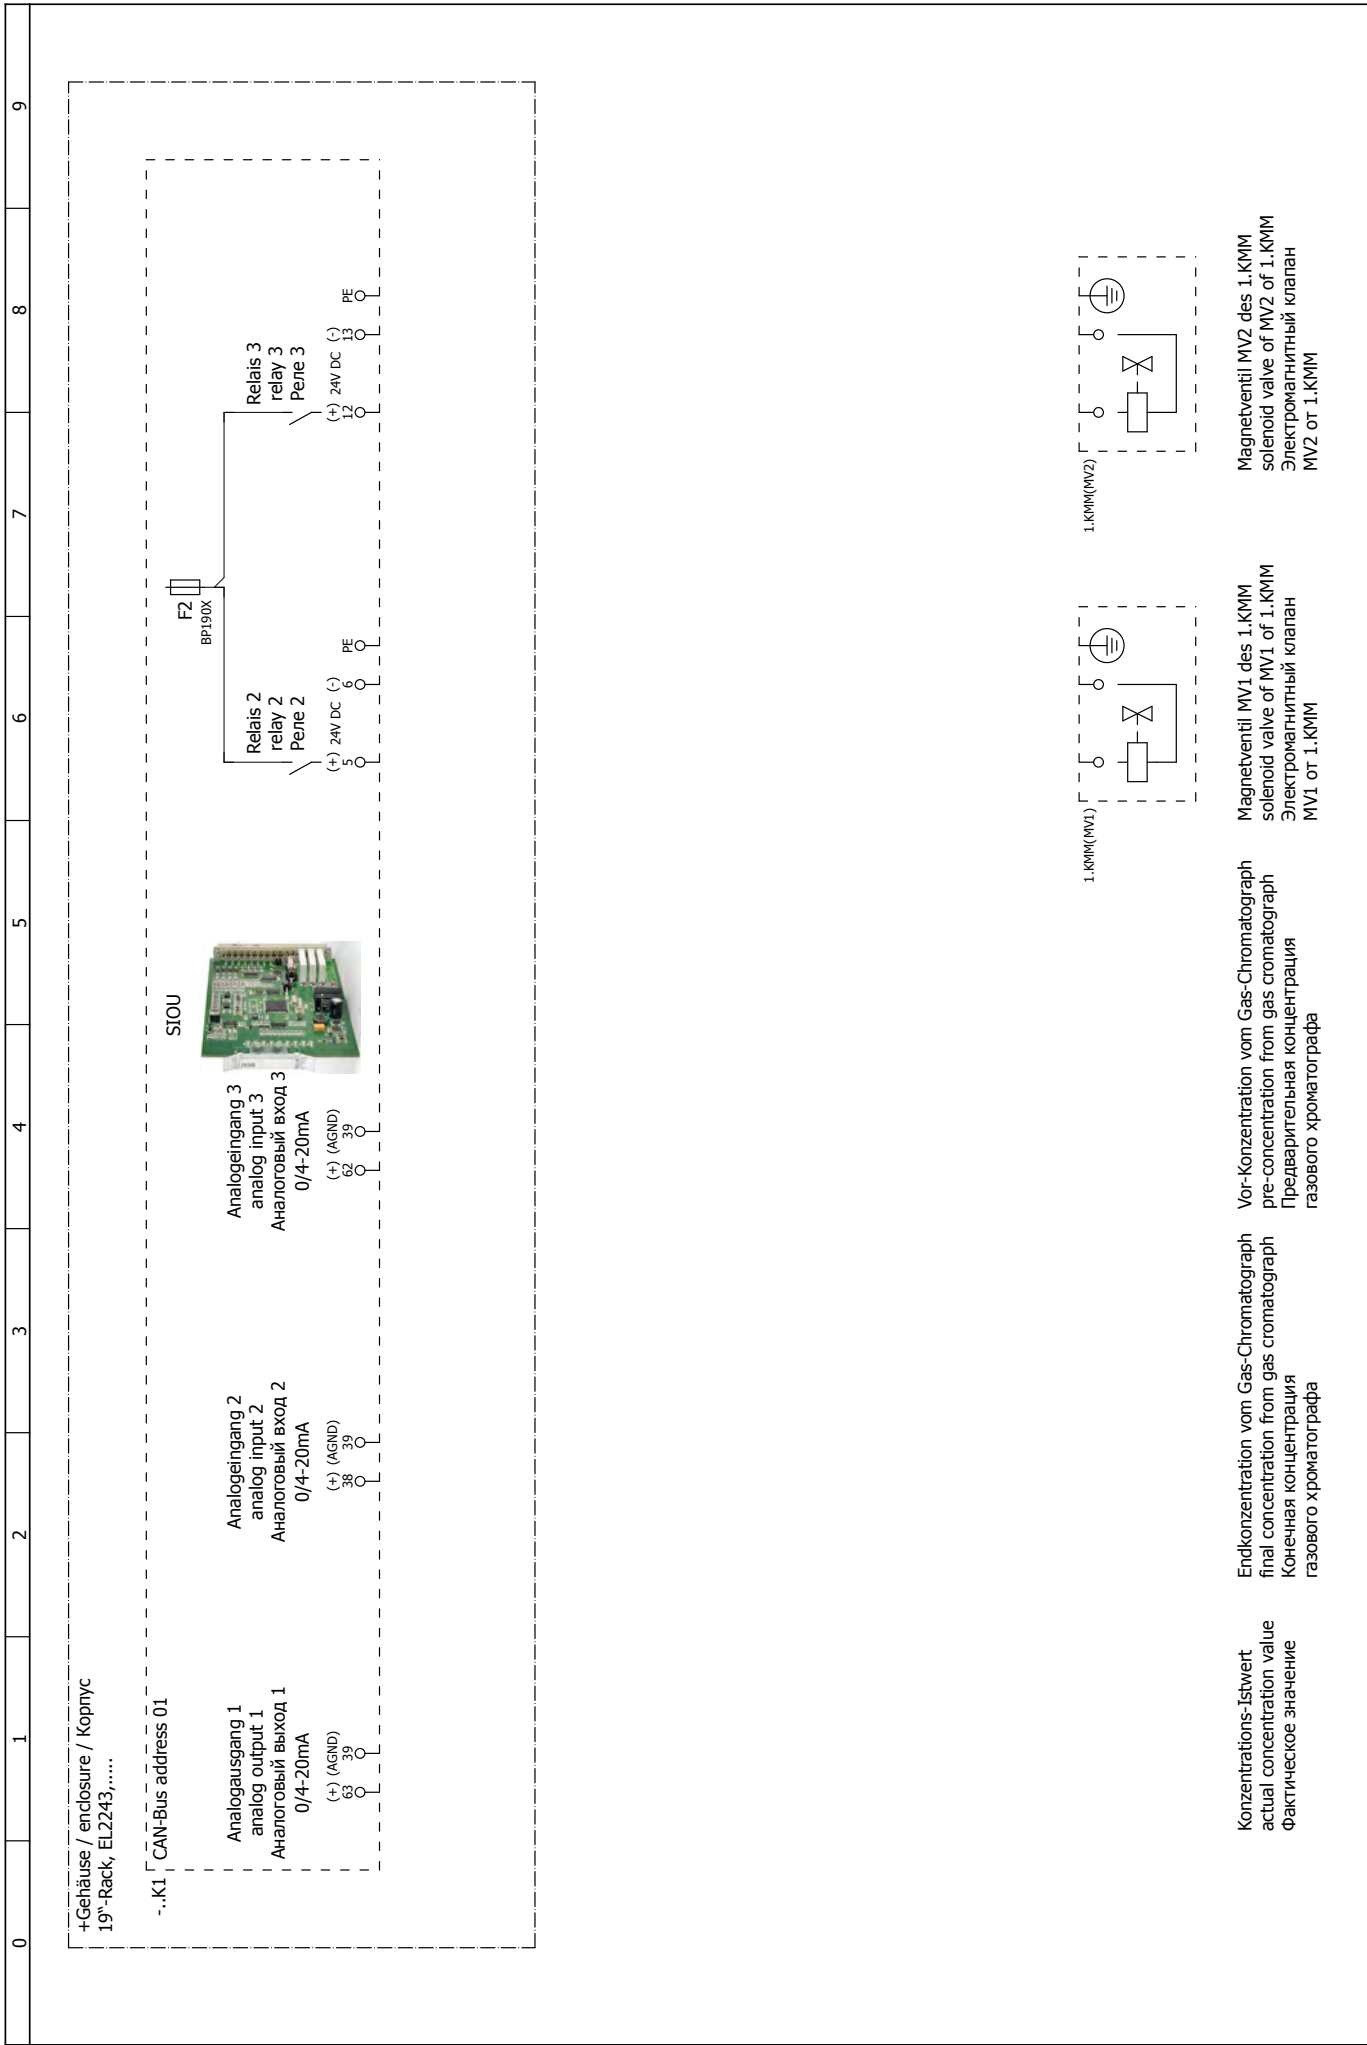 0
1
2
3
4
5
6
7
8
9
+Gehäuse / enclosure / Корпус
19"-Rack, EL2243,.....
-..K1
CAN-Bus address 01
Analogausgang 1
analog output 1
Аналоговый выход 1
0/4-20mA
(+) (AGND)
63 39
Analogeingang 2
analog input 2
Аналоговый вход 2
0/4-20mA
(+) (AGND)
38 39
Analogeingang 3
analog input 3
Аналоговый вход 3
0/4-20mA
(+) (AGND)
62 39
SIOU
F2
BP190X
Relais 2
relay 2
Реле 2
(+) 24V DC (-)
5 6 PE
Relais 3
relay 3
Реле 3
(+) 24V DC (-)
12 13 PE
1.KMM(MV1)
1.KMM(MV2)
Konzentrations-Istwert
actual concentration value
Фактическое значение
Endkonzentration vom Gas-Chromatograph
final concentration from gas cromatograph
Конечная концентрация
газового хроматографа
Vor-Konzentration vom Gas-Chromatograph
pre-concentration from gas cromatograph
Предварительная концентрация
газового хроматографа
Magnetventil MV1 des 1.KMM
solenoid valve of MV1 of 1.KMM
Электромагнитный клапан
MV1 от 1.KMM
Magnetventil MV2 des 1.KMM
solenoid valve of MV2 of 1.KMM
Электромагнитный клапан
MV2 от 1.KMM